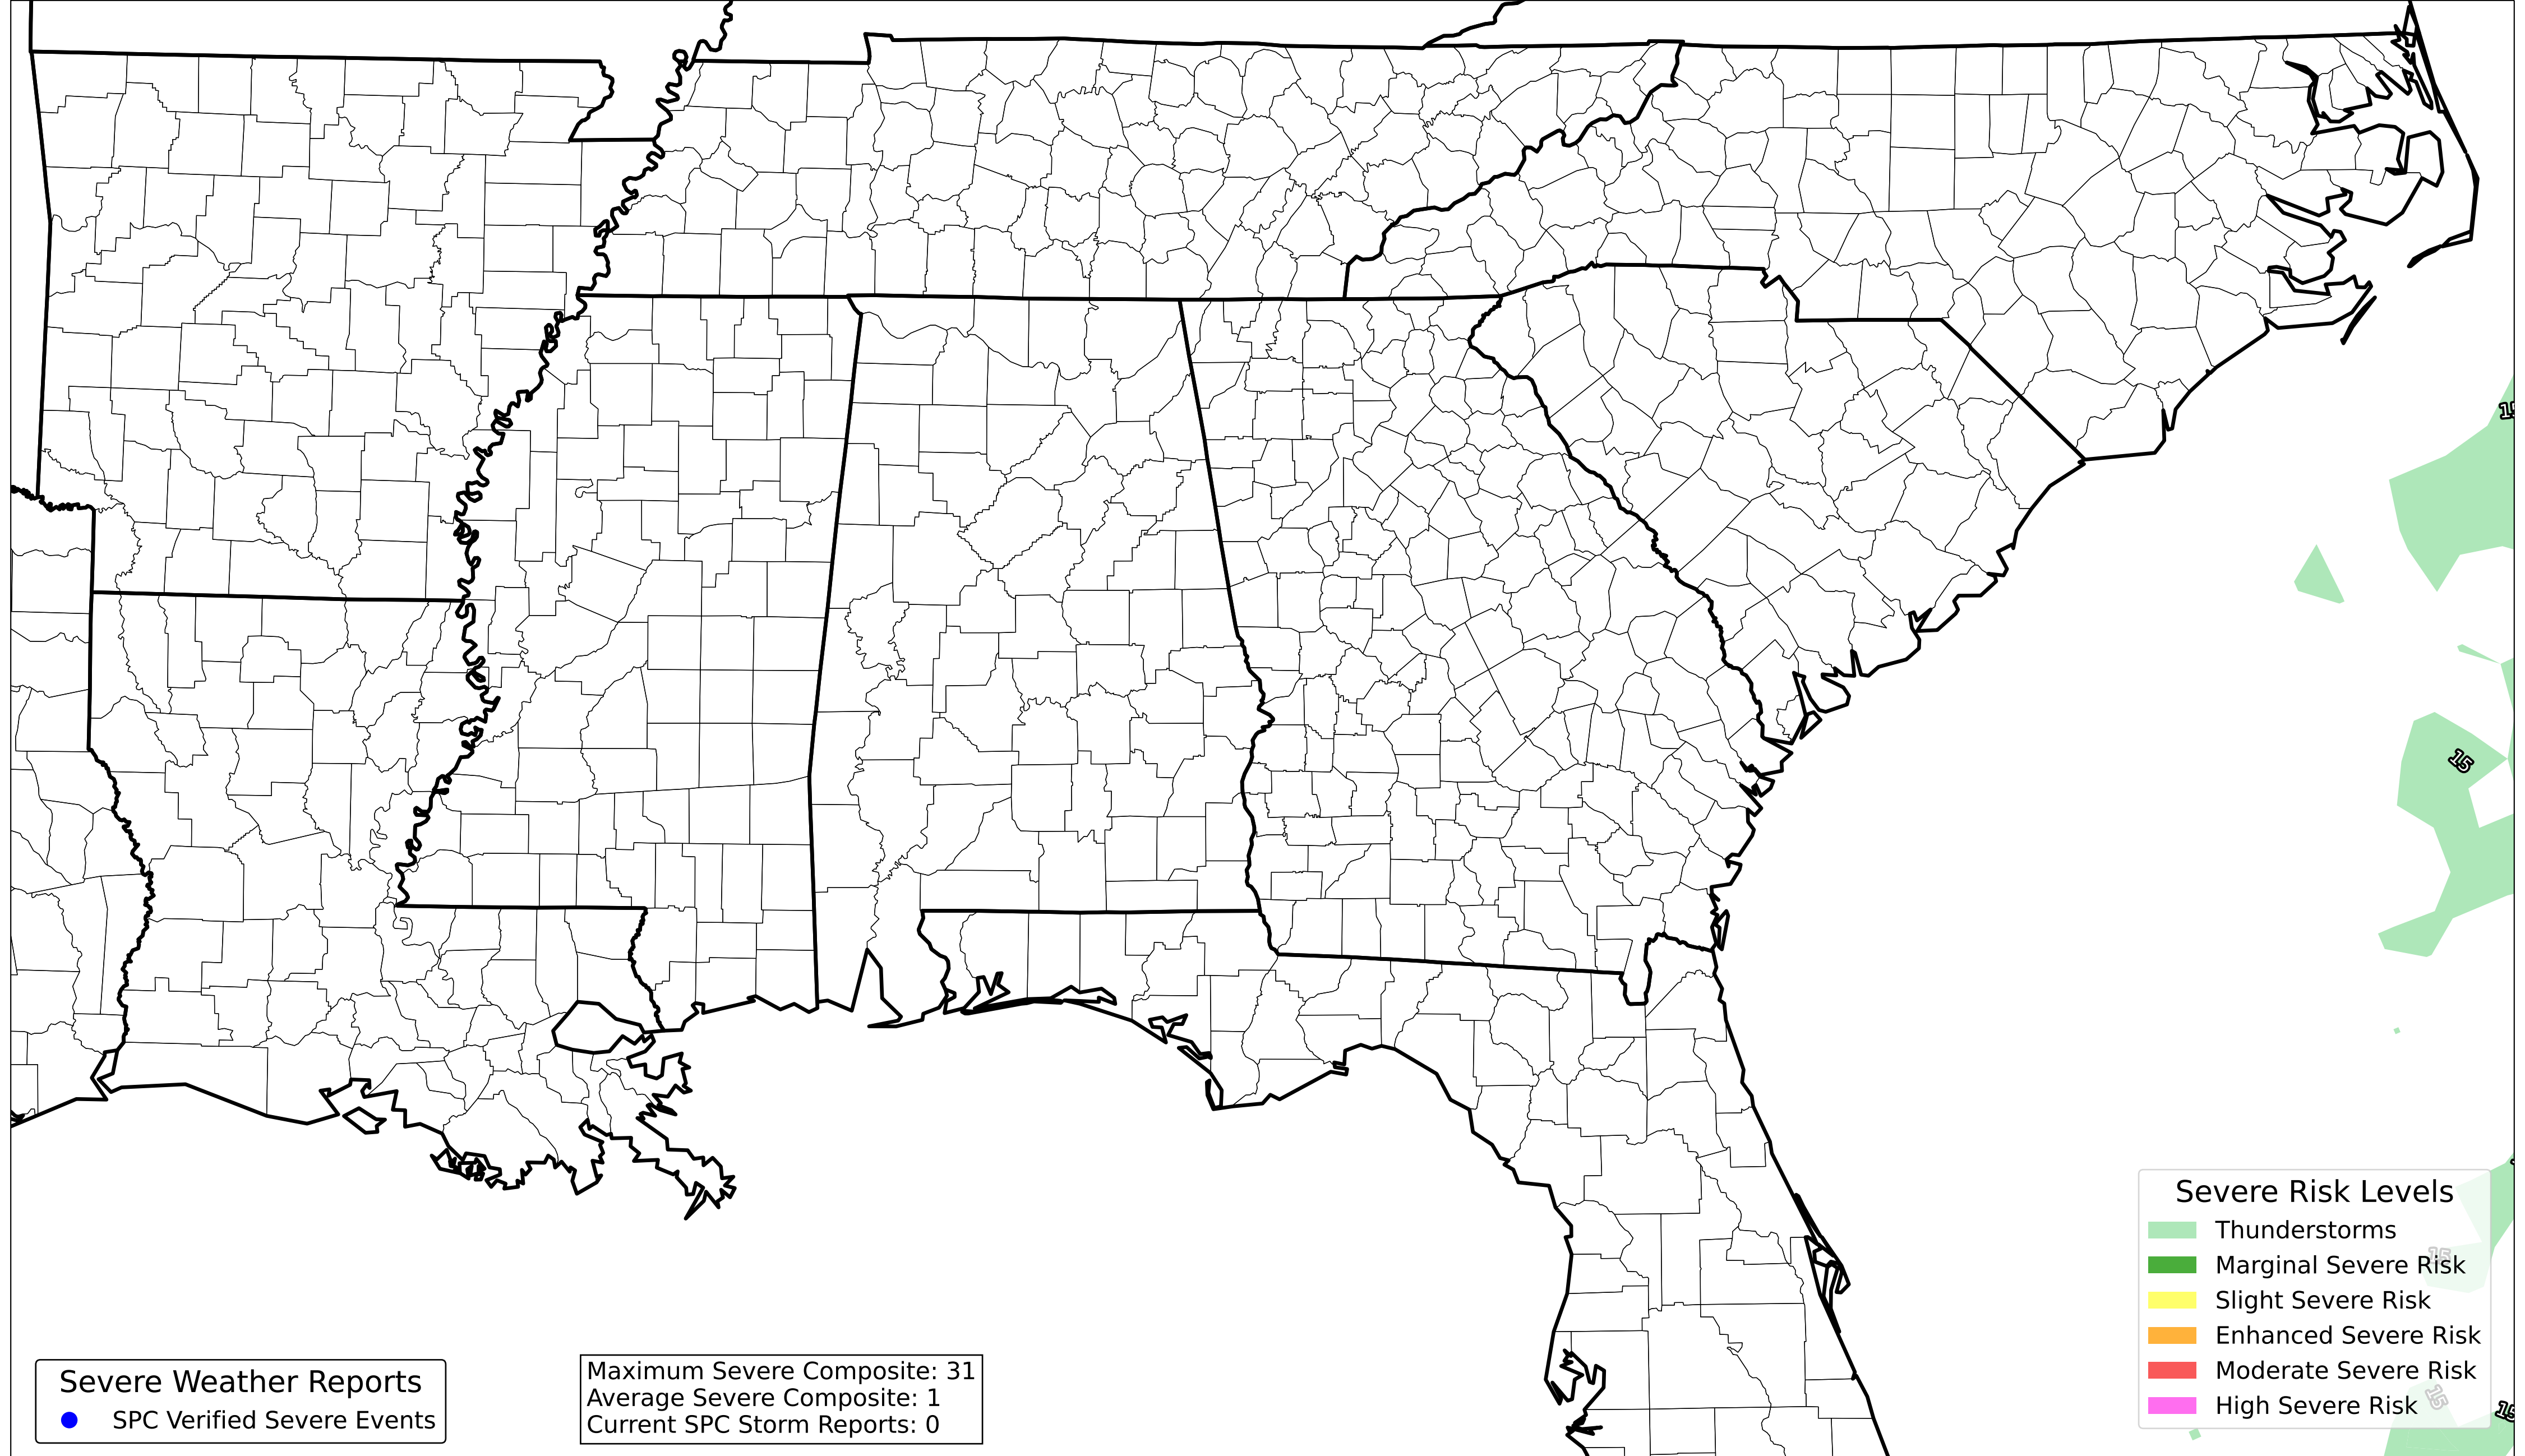 15
Severe Risk Levels
Thunderstorms
15
Marginal Severe Risk
Slight Severe Risk
Enhanced Severe Risk
Moderate Severe Risk
15
High Severe Risk
Maximum Severe Composite: 31
Average Severe Composite: 1
Current SPC Storm Reports: 0
Severe Weather Reports
SPC Verified Severe Events